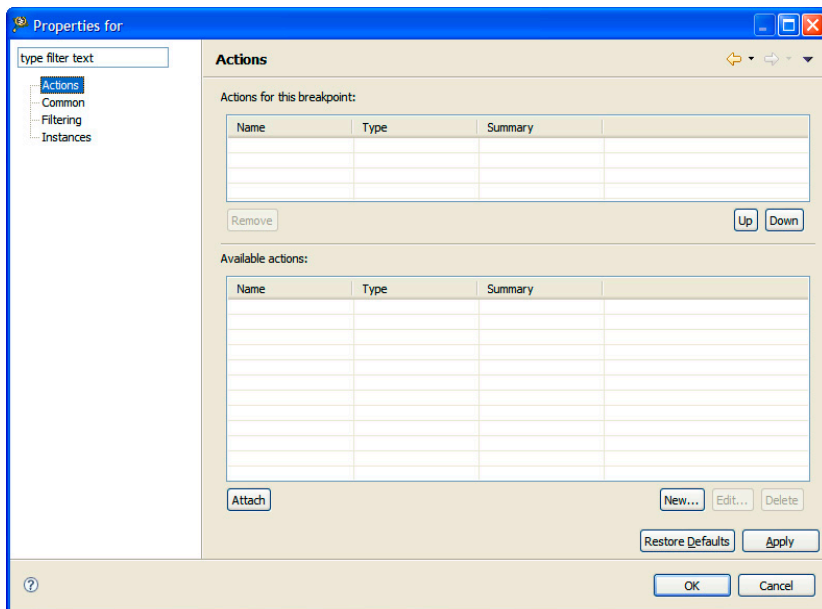 Properties for
type filter text
Actions
Common
Filtering
Instances
Actions
Actions for this breakpoint:
Name Type Summary
Remove Up Down
Available actions:
Name Type Summary
Attach New... Edit... Delete
Restore Defaults Apply
? OK Cancel